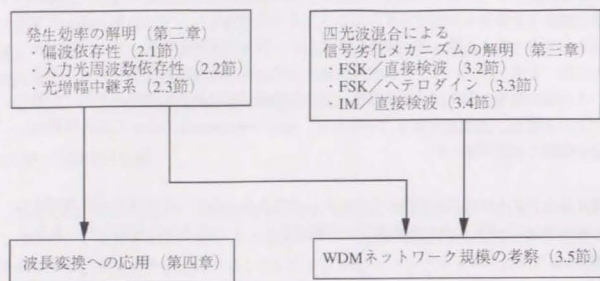 発生効率の解明（第二章）
・偏波依存性（2.1節）
・入力光周波数依存性（2.2節）
・光増幅中継系（2.3節）
四光波混合による
信号劣化メカニズムの解明（第三章）
・FSK／直接検波（3.2節）
・FSK／ヘテロダイン（3.3節）
・IM／直接検波（3.4節）
波長変換への応用（第四章）
WDMネットワーク規模の考察（3.5節）